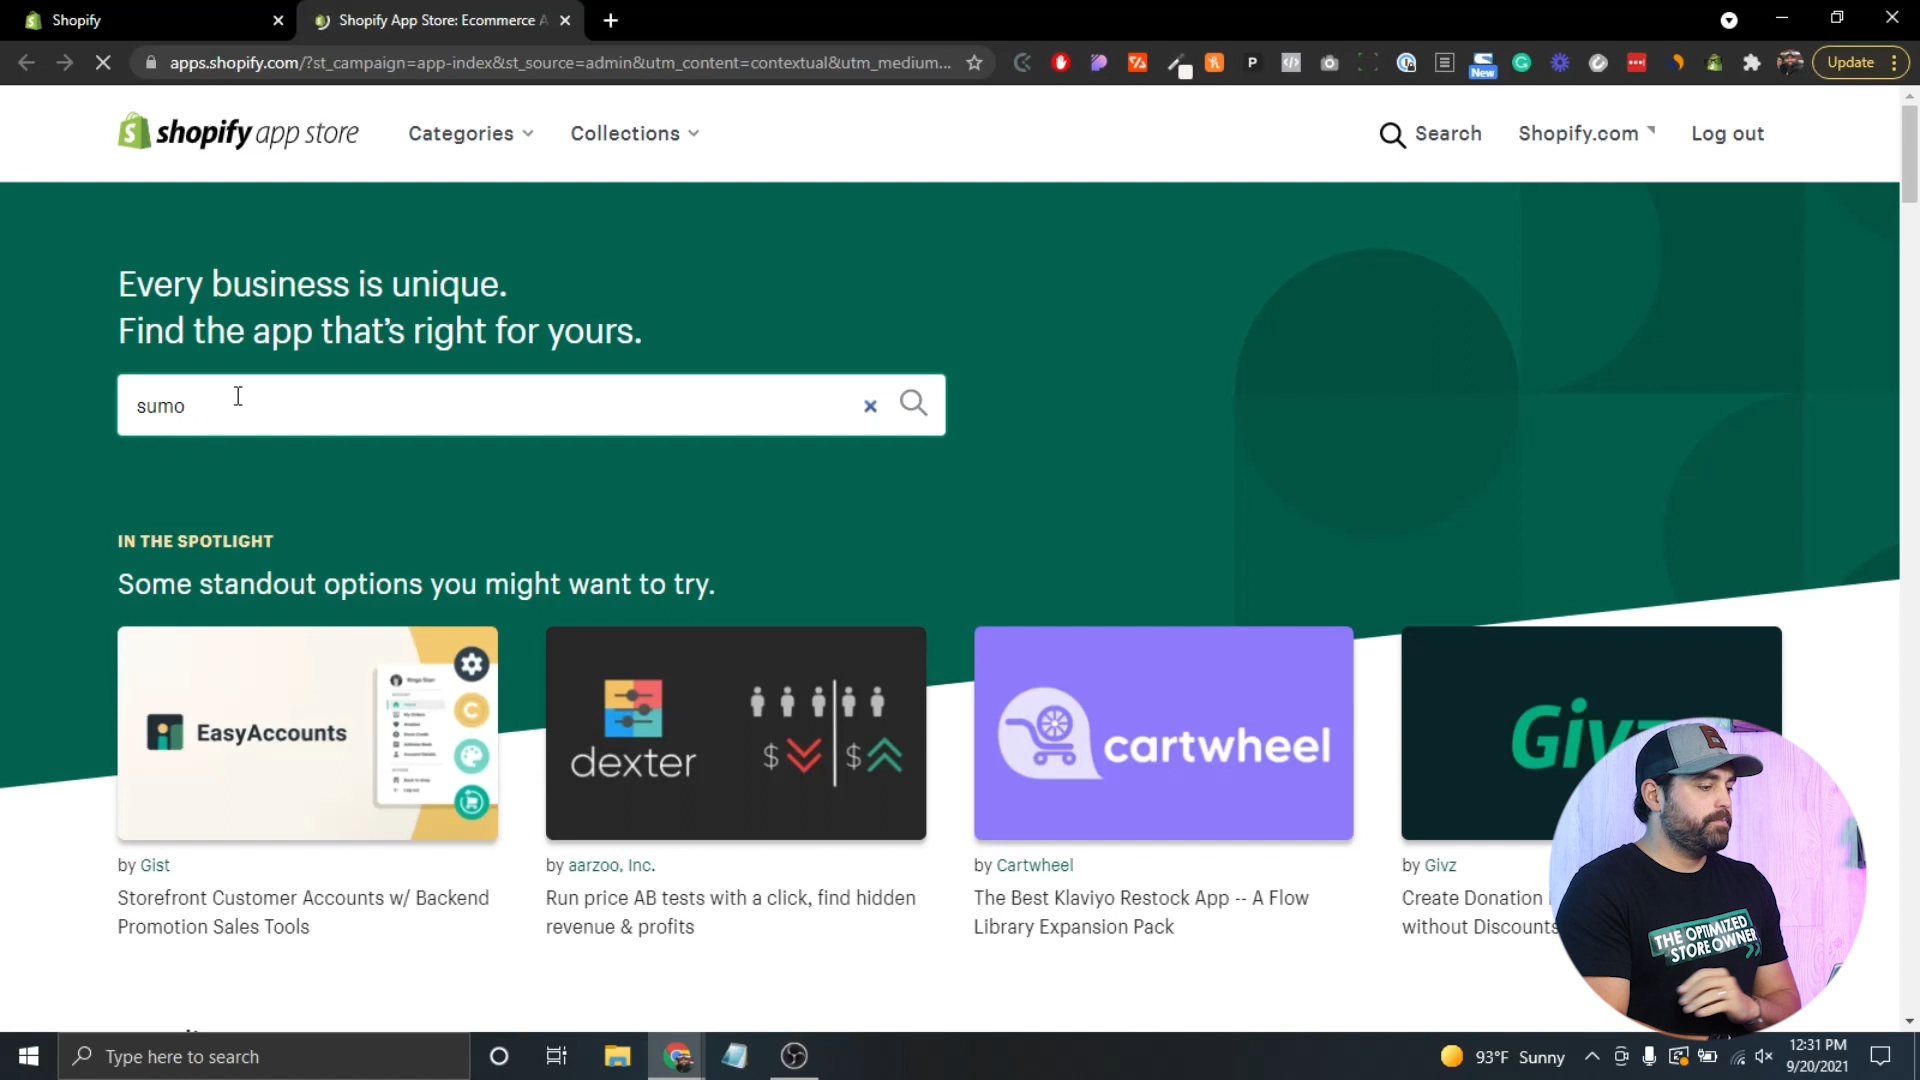 Shopify
Shopify App Store: Ecommerce A
apps.shopify.com/?st_campaign=app-index&st_source=admin&utm_content=contextual&utm_medium...
New
Update
shopify app store
Categories
Collections
Search
Shopify.com
Log out
Every business is unique.
Find the app that's right for yours.
sumo
IN THE SPOTLIGHT
Some standout options you might want to try.
EasyAccounts
dexter
$ $
cartwheel
Givz
by Gist
Storefront Customer Accounts w/ Backend
Promotion Sales Tools
by aarzoo, Inc.
Run price AB tests with a click, find hidden
revenue & profits
by Cartwheel
The Best Klaviyo Restock App -- A Flow
Library Expansion Pack
by Givz
Create Donation
without Discounts
THE OPTIMIZED
STORE OWNER
Type here to search
93°F Sunny
12:31 PM
9/20/2021